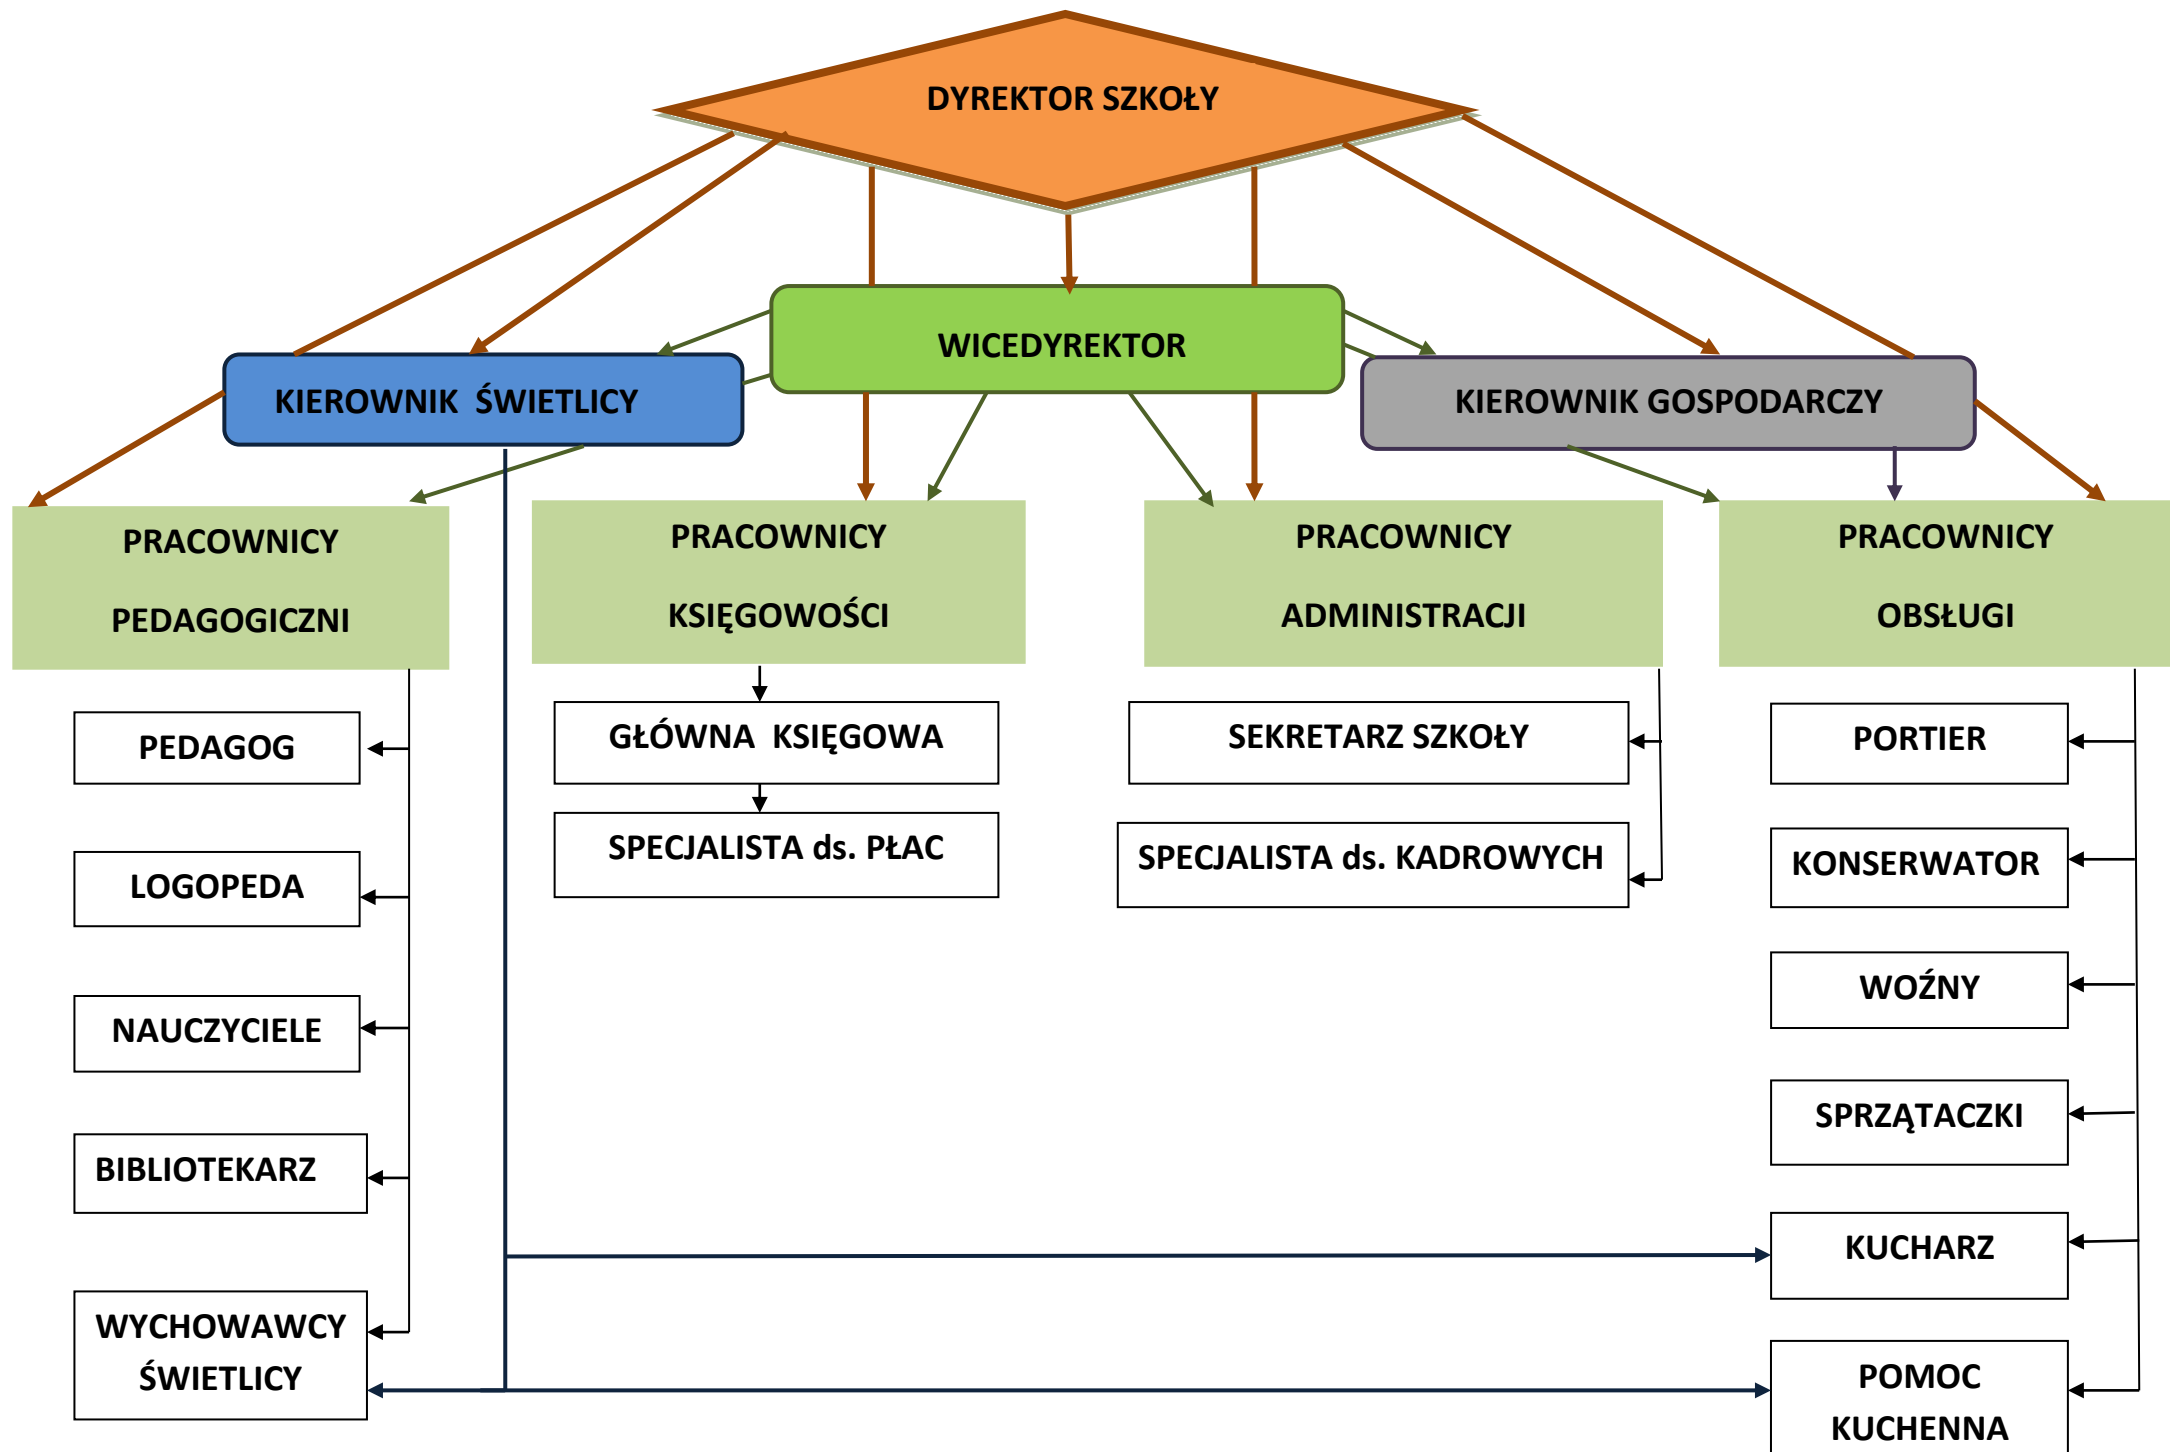 DYREKTOR SZKOŁY
WICEDYREKTOR
KIEROWNIK ŚWIETLICY
KIEROWNIK GOSPODARCZY
PRACOWNICY
PEDAGOGICZNI
PRACOWNICY
KSIĘGOWOŚCI
PRACOWNICY
ADMINISTRACJI
PRACOWNICY
OBSŁUGI
PEDAGOG
LOGOPEDA
NAUCZYCIELE
BIBLIOTEKARZ
WYCHOWAWCY
ŚWIETLICY
GŁÓWNA KSIĘGOWA
SPECJALISTA ds. PŁAC
SEKRETARZ SZKOŁY
SPECJALISTA ds. KADROWYCH
PORTIER
KONSERWATOR
WOŹNY
SPRZĄTACZKI
KUCHARZ
POMOC
KUCHENNA